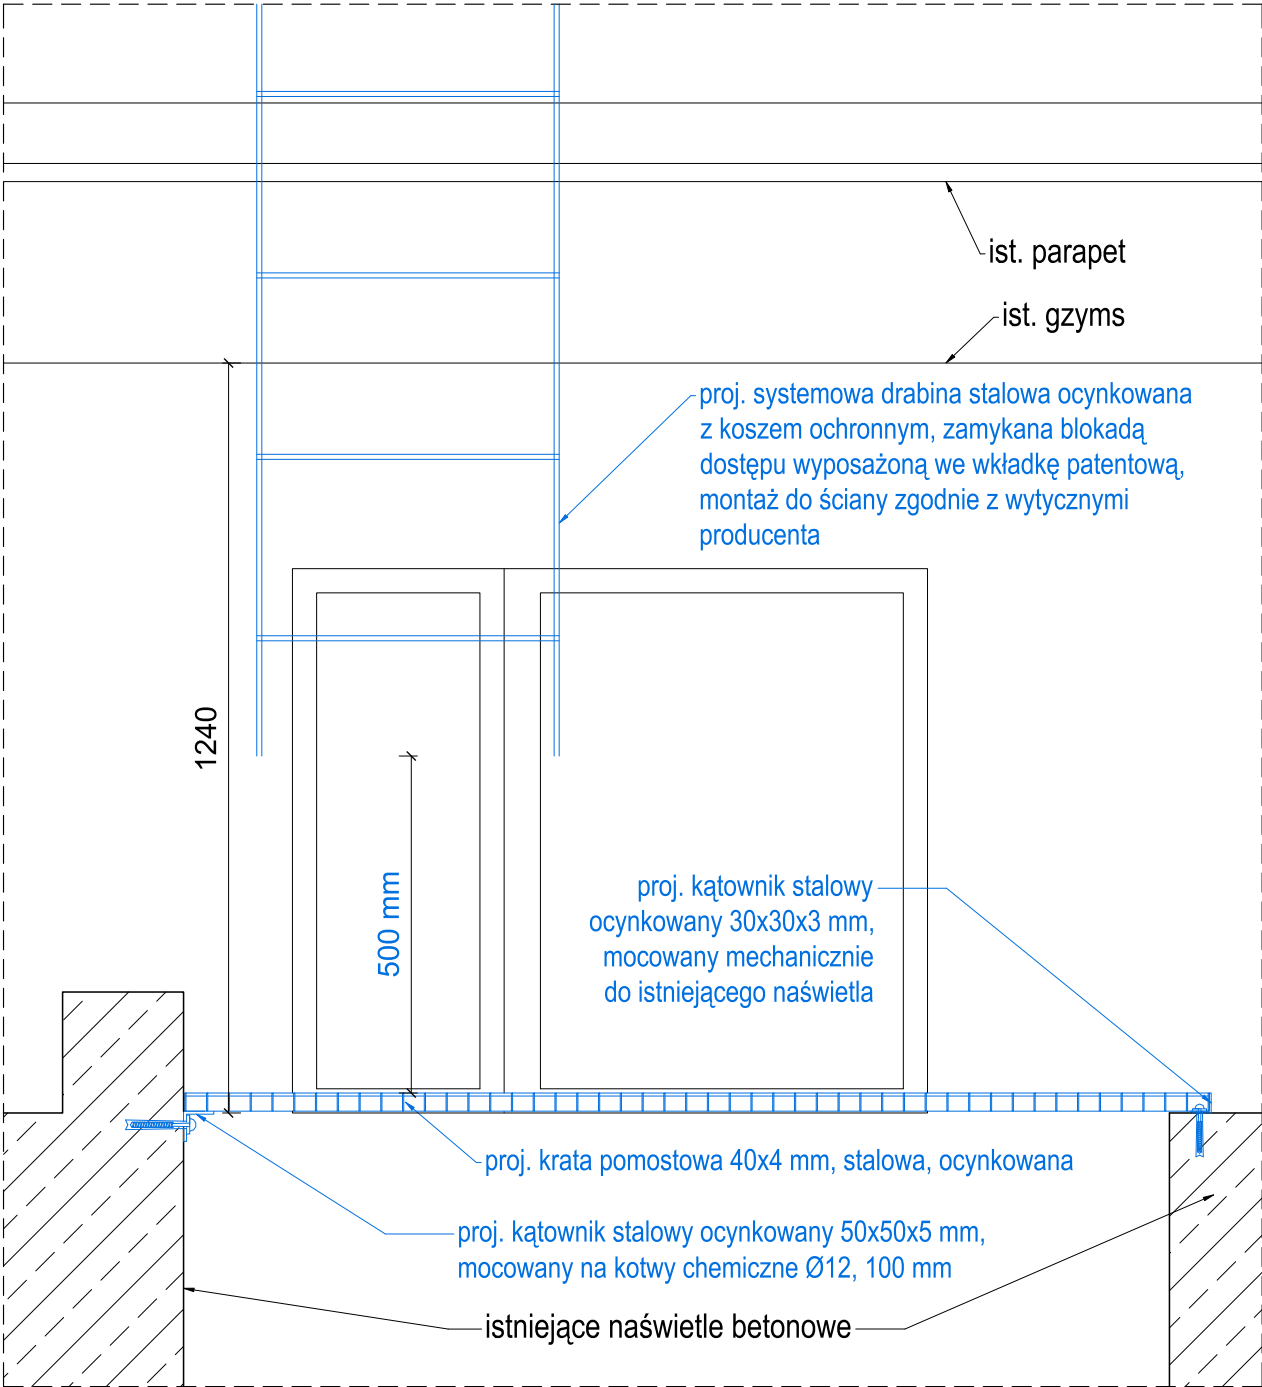 ist. parapet
ist. gzyms
proj. systemowa drabina stalowa ocynkowana
z koszem ochronnym, zamykana blokadą
dostępu wyposażoną we wkładkę patentową,
montaż do ściany zgodnie z wytycznymi
producenta
1240
500 mm
proj. kątownik stalowy
ocynkowany 30x30x3 mm,
mocowany mechanicznie
do istniejącego naświetla
proj. krata pomostowa 40x4 mm, stalowa, ocynkowana
proj. kątownik stalowy ocynkowany 50x50x5 mm,
mocowany na kotwy chemiczne Ø12, 100 mm
istniejące naświetle betonowe